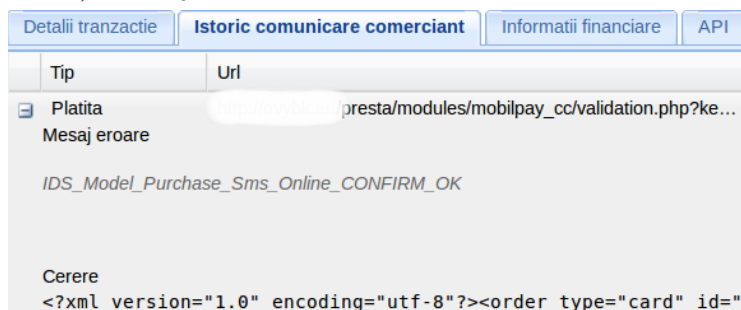 Detalii tranzactie Istoric comunicare comerciant Informatii financiare API
Tip Url
Platita presta/modules/mobilpay_cc/validation.php?ke…
Mesaj eroare
IDS_Model_Purchase_Sms_Online_CONFIRM_OK
Cerere
<?xml version="1.0" encoding="utf-8"?><order type="card" id="